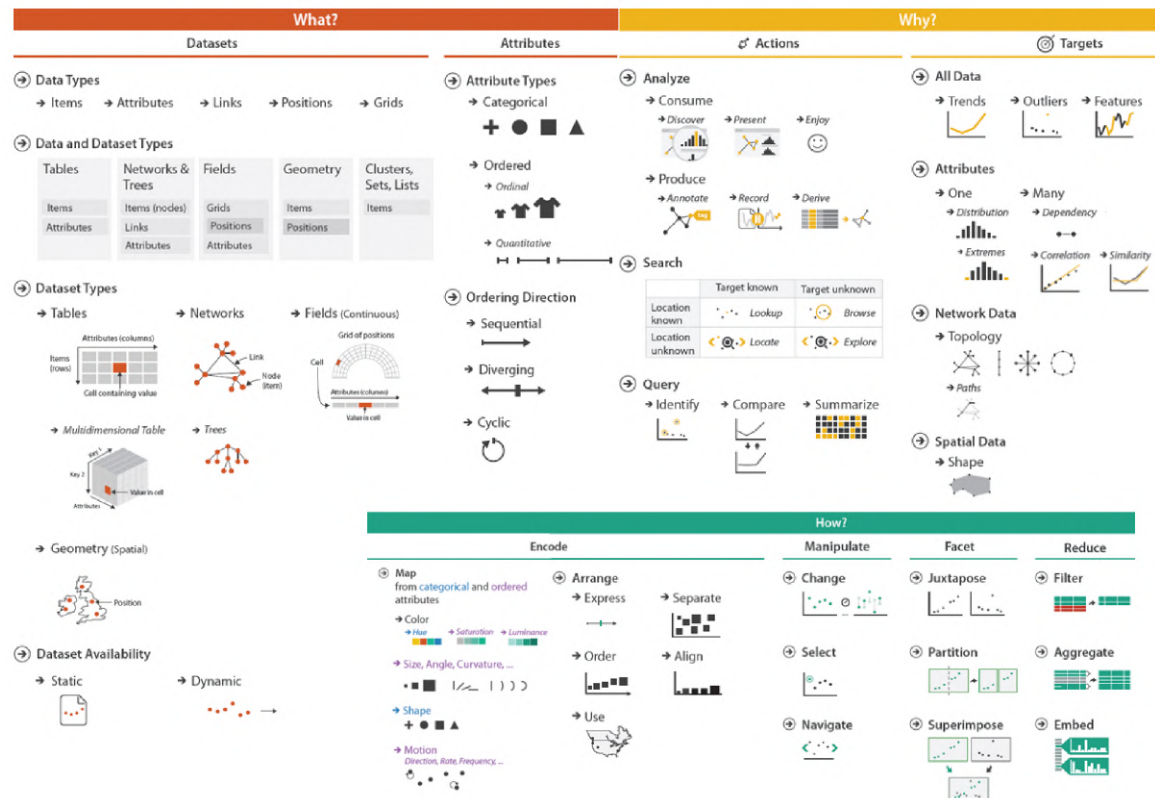 What?
Datasets
Attributes
Data Types
Items Attributes Links Positions Grids
Data and Dataset Types
Tables
Items
Attributes
Networks &
Trees
Items (nodes)
Links
Attributes
Fields
Grids
Positions
Attributes
Geometry
Items
Positions
Clusters,
Sets, Lists
Items
Dataset Types
Tables
Attributes (columns)
Items
(rows)
Cell containing value
Networks
Link
Node
(item)
Fields (Continuous)
Grid of positions
Cell
Attributes (columns)
Value in cell
Multidimensional Table
Key 1
Key 2
Value in cell
Attributes
Trees
Geometry (Spatial)
Position
Dataset Availability
Static
Dynamic
Attribute Types
Categorical
Ordered
Ordinal
Quantitative
Ordering Direction
Sequential
Diverging
Cyclic
Why?
Actions
Targets
Analyze
Consume
Discover Present Enjoy
Produce
Annotate Record Derive
tag
Search
Target known Target unknown
Location
known
Lookup Browse
Location
unknown
Locate Explore
Query
Identify Compare Summarize
All Data
Trends Outliers Features
Attributes
One Many
Distribution Dependency
Extremes Correlation Similarity
Network Data
Topology
Paths
Spatial Data
Shape
How?
Encode
Manipulate
Facet
Reduce
Map
from categorical and ordered
attributes
Color
Hue Saturation Luminance
Size, Angle, Curvature, ...
Shape
Motion
Direction, Rate, Frequency, ...
Arrange
Express Separate
Order Align
Use
Change
Select
Navigate
Juxtapose
Partition
Superimpose
Filter
Aggregate
Embed